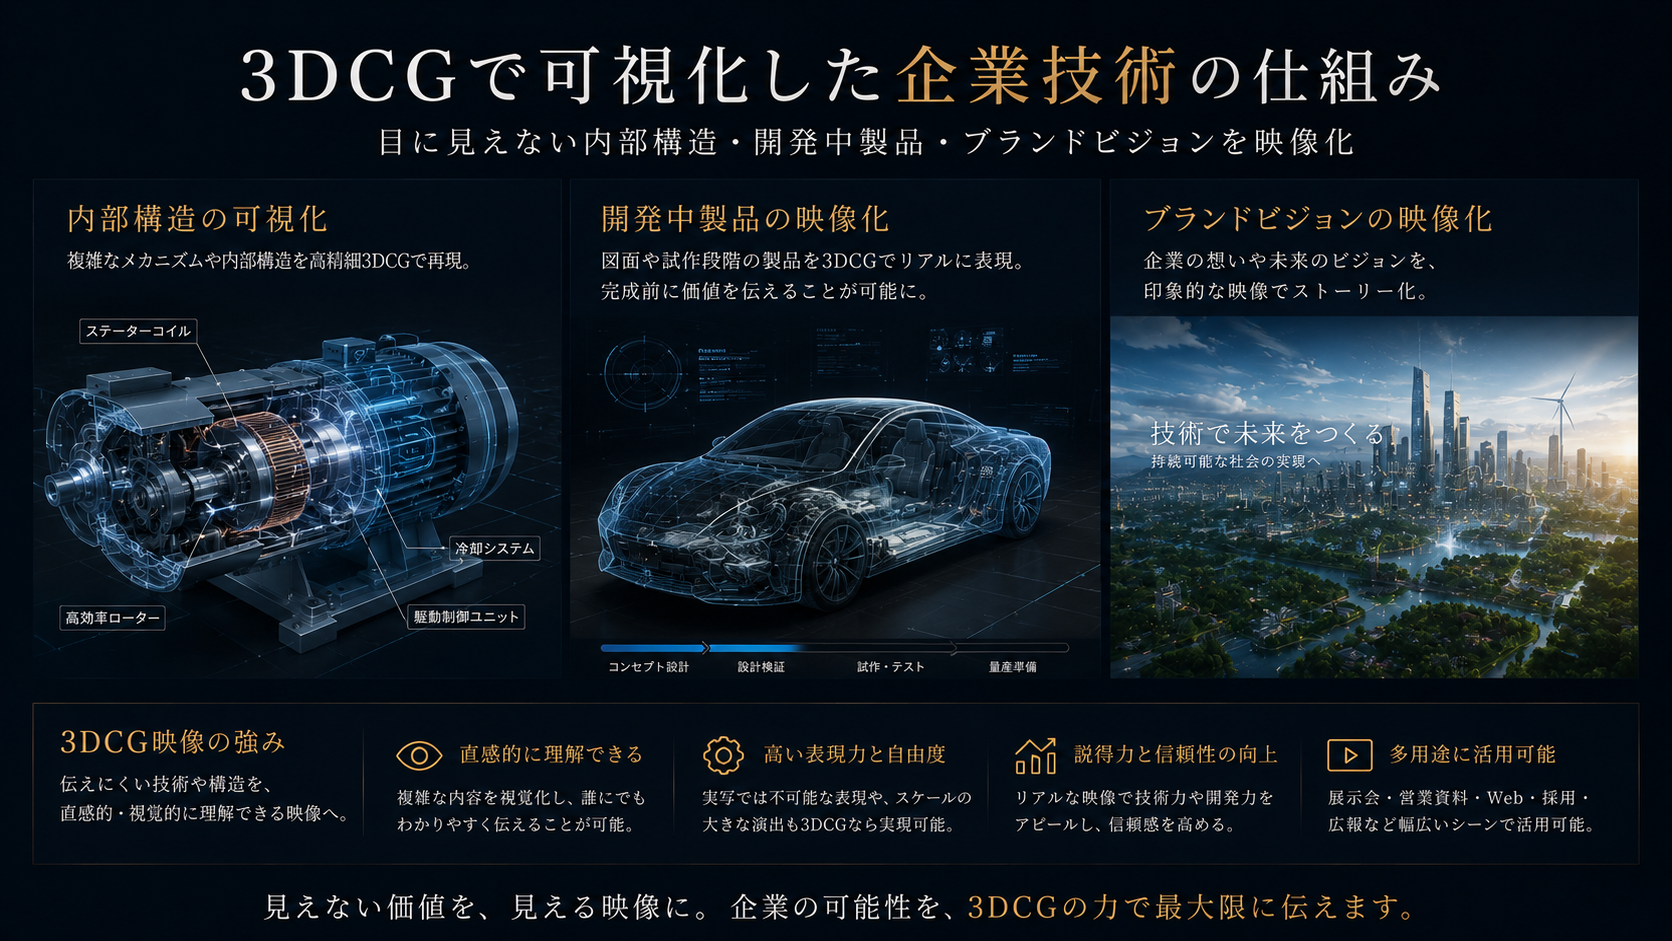 3DCGで可視化した企業技術の仕組み
目に見えない内部構造・開発中製品・ブランドビジョンを映像化
内部構造の可視化
複雑なメカニズムや内部構造を高精細3DCGで再現。
ステーターコイル
冷却システム
高効率ローター
駆動制御ユニット
開発中製品の映像化
図面や試作段階の製品を3DCGでリアルに表現。
完成前に価値を伝えることが可能に。
コンセプト設計
設計検証
試作・テスト
量産準備
ブランドビジョンの映像化
企業の想いや未来のビジョンを、
印象的な映像でストーリー化。
技術で未来をつくる
持続可能な社会の実現へ
3DCG映像の強み
伝えにくい技術や構造を、
直感的・視覚的に理解できる映像へ。
直感的に理解できる
複雑な内容を視覚化し、誰にでも
わかりやすく伝えることが可能。
高い表現力と自由度
実写では不可能な表現や、スケールの
大きな演出も3DCGなら実現可能。
説得力と信頼性の向上
リアルな映像で技術力や開発力を
アピールし、信頼感を高める。
多用途に活用可能
展示会・営業資料・Web・採用・
広報など幅広いシーンで活用可能。
見えない価値を、見える映像に。企業の可能性を、3DCGの力で最大限に伝えます。